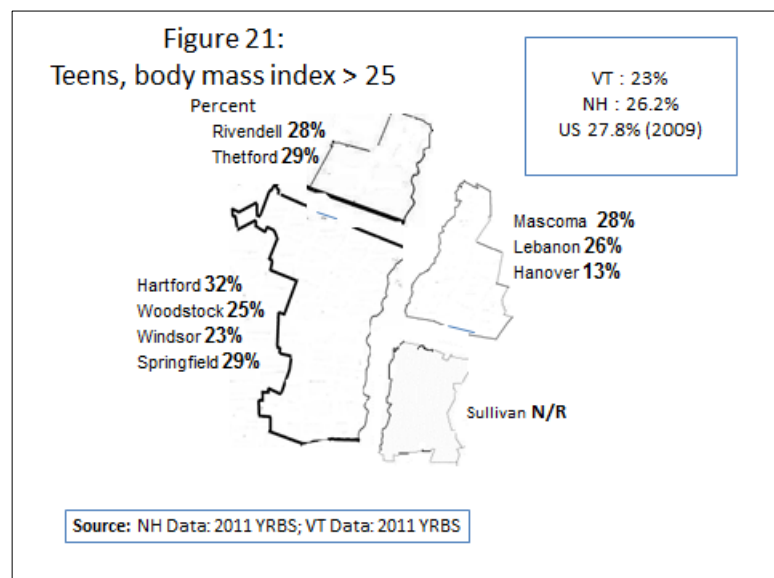 Figure 21:
Teens, body mass index > 25
Percent
Rivendell 28%
Thetford 29%
VT : 23%
NH : 26.2%
US 27.8% (2009)
Mascoma 28%
Lebanon 26%
Hanover 13%
Hartford 32%
Woodstock 25%
Windsor 23%
Springfield 29%
Sullivan N/R
Source: NH Data: 2011 YRBS; VT Data: 2011 YRBS